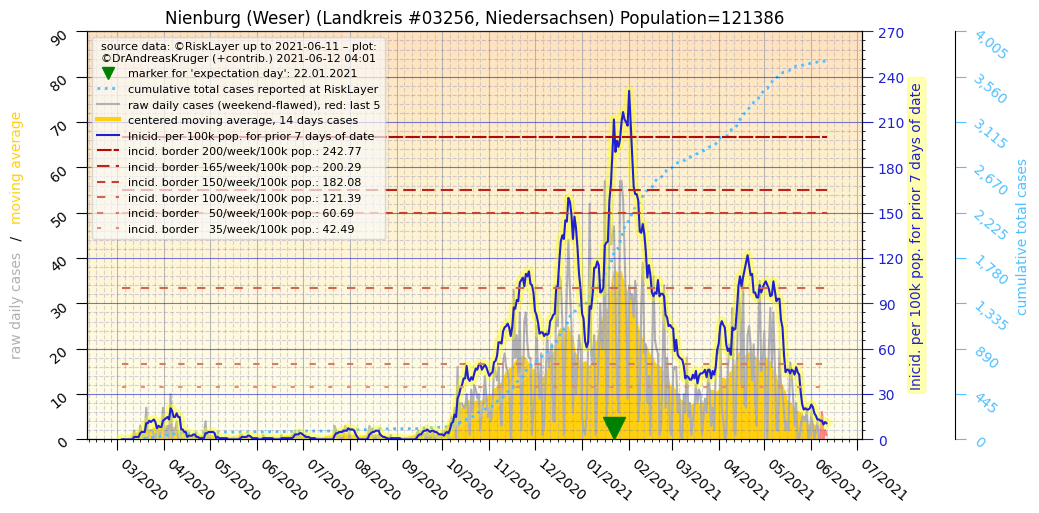 Nienburg (Weser) (Landkreis #03256, Niedersachsen) Population=121386
source data: ©RiskLayer up to 2021-06-11 – plot:
©DrAndreasKruger (+contrib.) 2021-06-12 04:01
marker for 'expectation day': 22.01.2021
cumulative total cases reported at RiskLayer
raw daily cases (weekend-flawed), red: last 5
centered moving average, 14 days cases
Inicid. per 100k pop. for prior 7 days of date
incid. border 200/week/100k pop.: 242.77
incid. border 165/week/100k pop.: 200.29
incid. border 150/week/100k pop.: 182.08
incid. border 100/week/100k pop.: 121.39
incid. border 50/week/100k pop.: 60.69
incid. border 35/week/100k pop.: 42.49
raw daily cases / moving average
90
80
70
60
50
40
30
20
10
0
270
240
210
180
150
120
90
60
30
0
Inicid. per 100k pop. for prior 7 days of date
4,005
3,560
3,115
2,670
2,225
1,780
1,335
890
445
0
cumulative total cases
03/2020
04/2020
05/2020
06/2020
07/2020
08/2020
09/2020
10/2020
11/2020
12/2020
01/2021
02/2021
03/2021
04/2021
05/2021
06/2021
07/2021